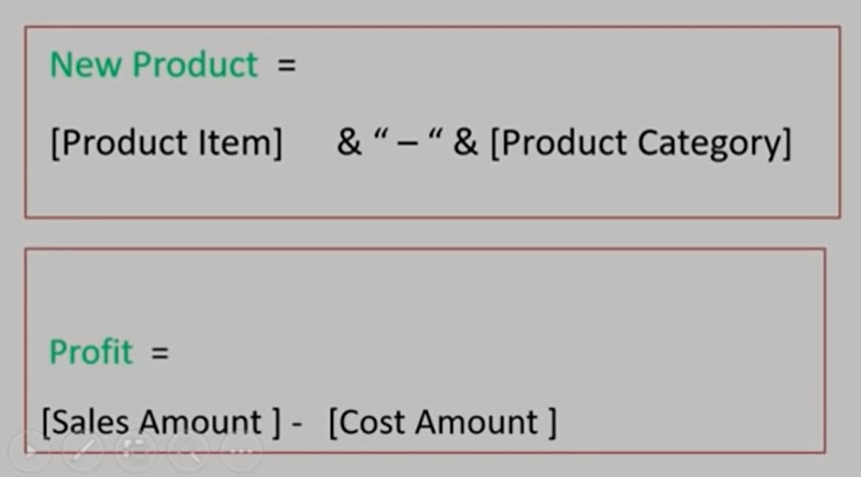 New Product =
[Product Item] & “ – “ & [Product Category]
Profit =
[Sales Amount ] - [Cost Amount ]